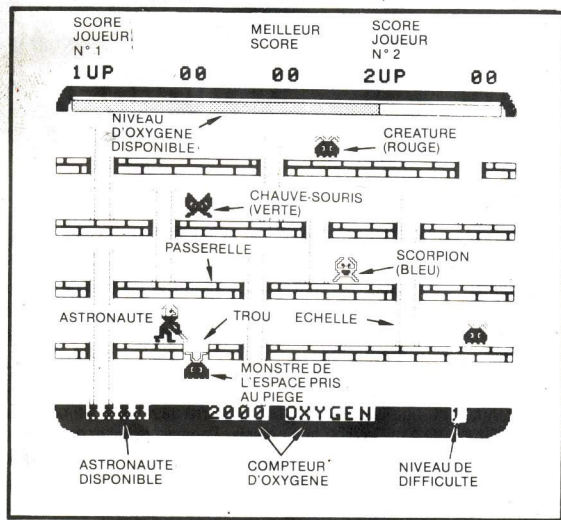 SCORE
JOUEUR
N° 1
MEILLEUR
SCORE
SCORE
JOUEUR
N° 2
1UP 00 00 2UP 00
NIVEAU
D'OXYGENE
DISPONIBLE
CREATURE
(ROUGE)
CHAUVE-SOURIS
(VERTE)
PASSERELLE
SCORPION
(BLEU)
ASTRONAUTE
TROU
ECHELLE
MONSTRE DE
L'ESPACE PRIS
AU PIEGE
2000 OXYGEN 1
ASTRONAUTE
DISPONIBLE
COMPTEUR
D'OXYGENE
NIVEAU DE
DIFFICULTE